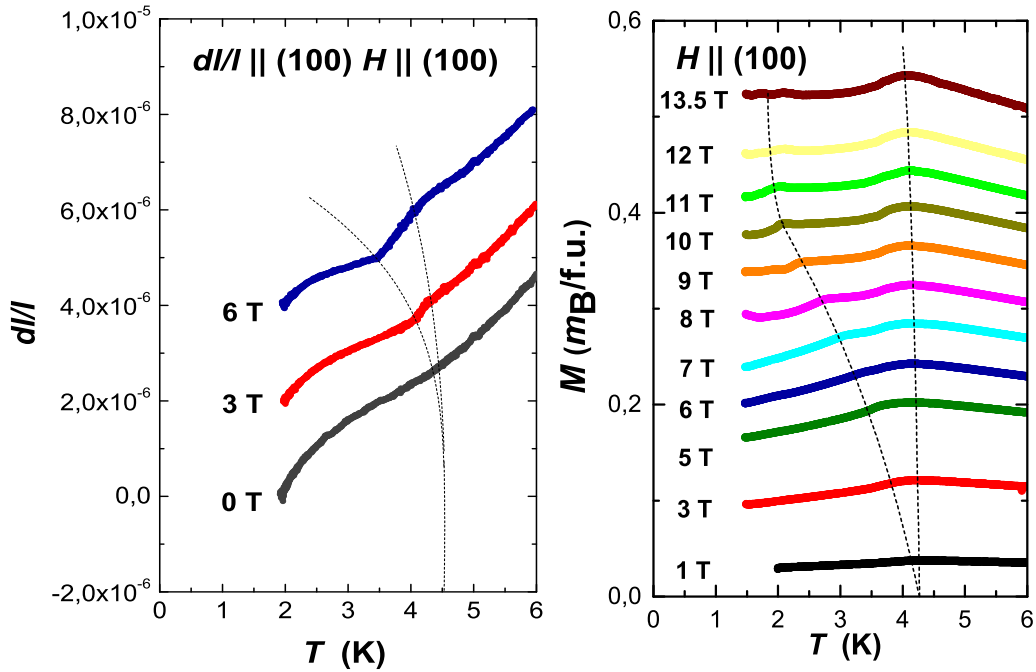 dl/l || (100) H || (100)
1,0x10⁻⁵
8,0x10⁻⁶
6,0x10⁻⁶
4,0x10⁻⁶
2,0x10⁻⁶
0,0
-2,0x10⁻⁶
dl/l
6 T
3 T
0 T
0 1 2 3 4 5 6
T (K)
H || (100)
0,6
0,4
0,2
0,0
M (mB/f.u.)
13.5 T
12 T
11 T
10 T
9 T
8 T
7 T
6 T
5 T
3 T
1 T
0 1 2 3 4 5 6
T (K)